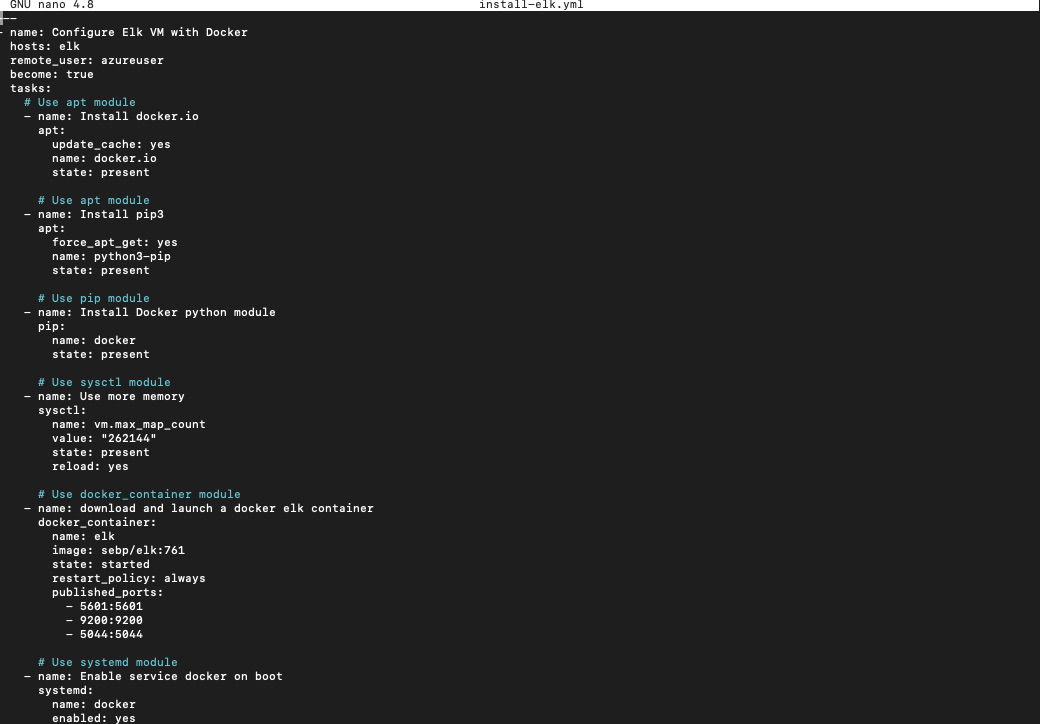 GNU nano 4.8 install-elk.yml
---
- name: Configure Elk VM with Docker
  hosts: elk
  remote_user: azureuser
  become: true
  tasks:
    # Use apt module
    - name: Install docker.io
      apt:
        update_cache: yes
        name: docker.io
        state: present

      # Use apt module
    - name: Install pip3
      apt:
        force_apt_get: yes
        name: python3-pip
        state: present

      # Use pip module
    - name: Install Docker python module
      pip:
        name: docker
        state: present

      # Use sysctl module
    - name: Use more memory
      sysctl:
        name: vm.max_map_count
        value: "262144"
        state: present
        reload: yes

      # Use docker_container module
    - name: download and launch a docker elk container
      docker_container:
        name: elk
        image: sebp/elk:761
        state: started
        restart_policy: always
        published_ports:
          - 5601:5601
          - 9200:9200
          - 5044:5044

      # Use systemd module
    - name: Enable service docker on boot
      systemd:
        name: docker
        enabled: yes